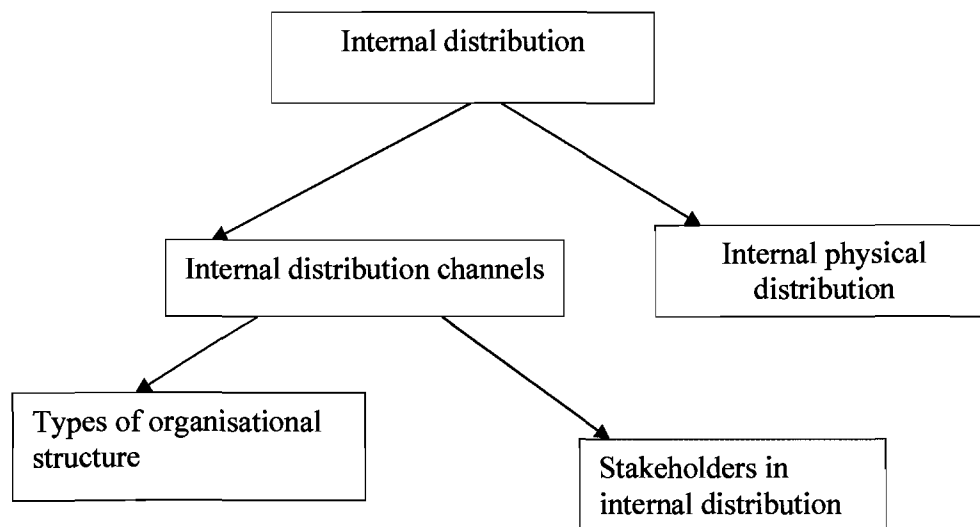 Internal distribution
Internal distribution channels
Internal physical
distribution
Types of organisational
structure
Stakeholders in
internal distribution